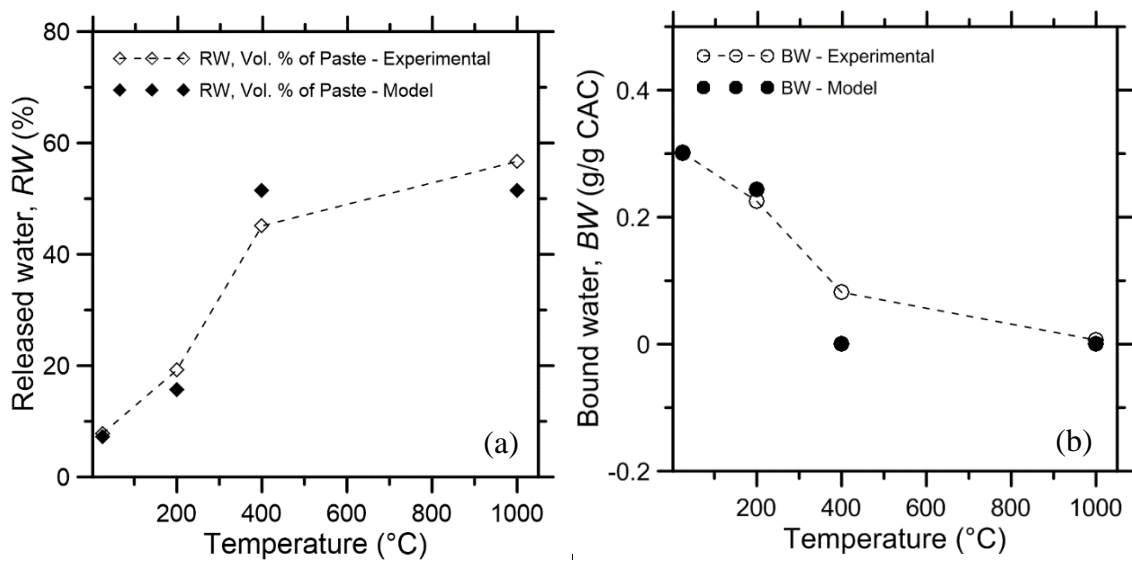 80
60
40
20
0
Released water, RW (%)
RW, Vol. % of Paste - Experimental
RW, Vol. % of Paste - Model
(a)
200 400 600 800 1000
Temperature (°C)
0.4
0.2
0
-0.2
Bound water, BW (g/g CAC)
BW - Experimental
BW - Model
(b)
200 400 600 800 1000
Temperature (°C)